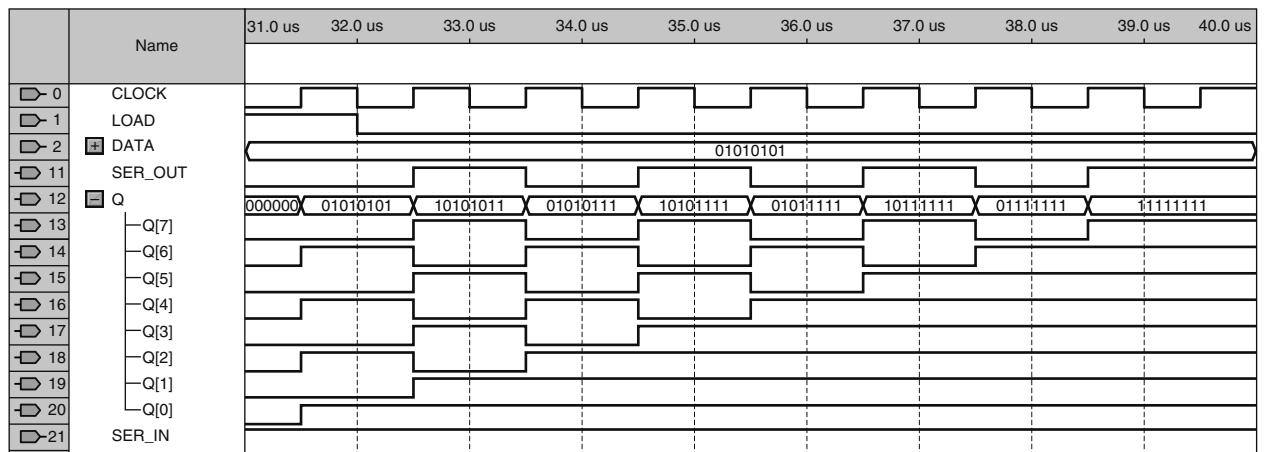 Name
31.0 us 32.0 us 33.0 us 34.0 us 35.0 us 36.0 us 37.0 us 38.0 us 39.0 us 40.0 us
0 CLOCK
1 LOAD
2 + DATA 01010101
11 SER_OUT
12 − Q 000000 01010101 10101011 01010111 10101111 01011111 10111111 01111111 11111111
13 Q[7]
14 Q[6]
15 Q[5]
16 Q[4]
17 Q[3]
18 Q[2]
19 Q[1]
20 Q[0]
21 SER_IN